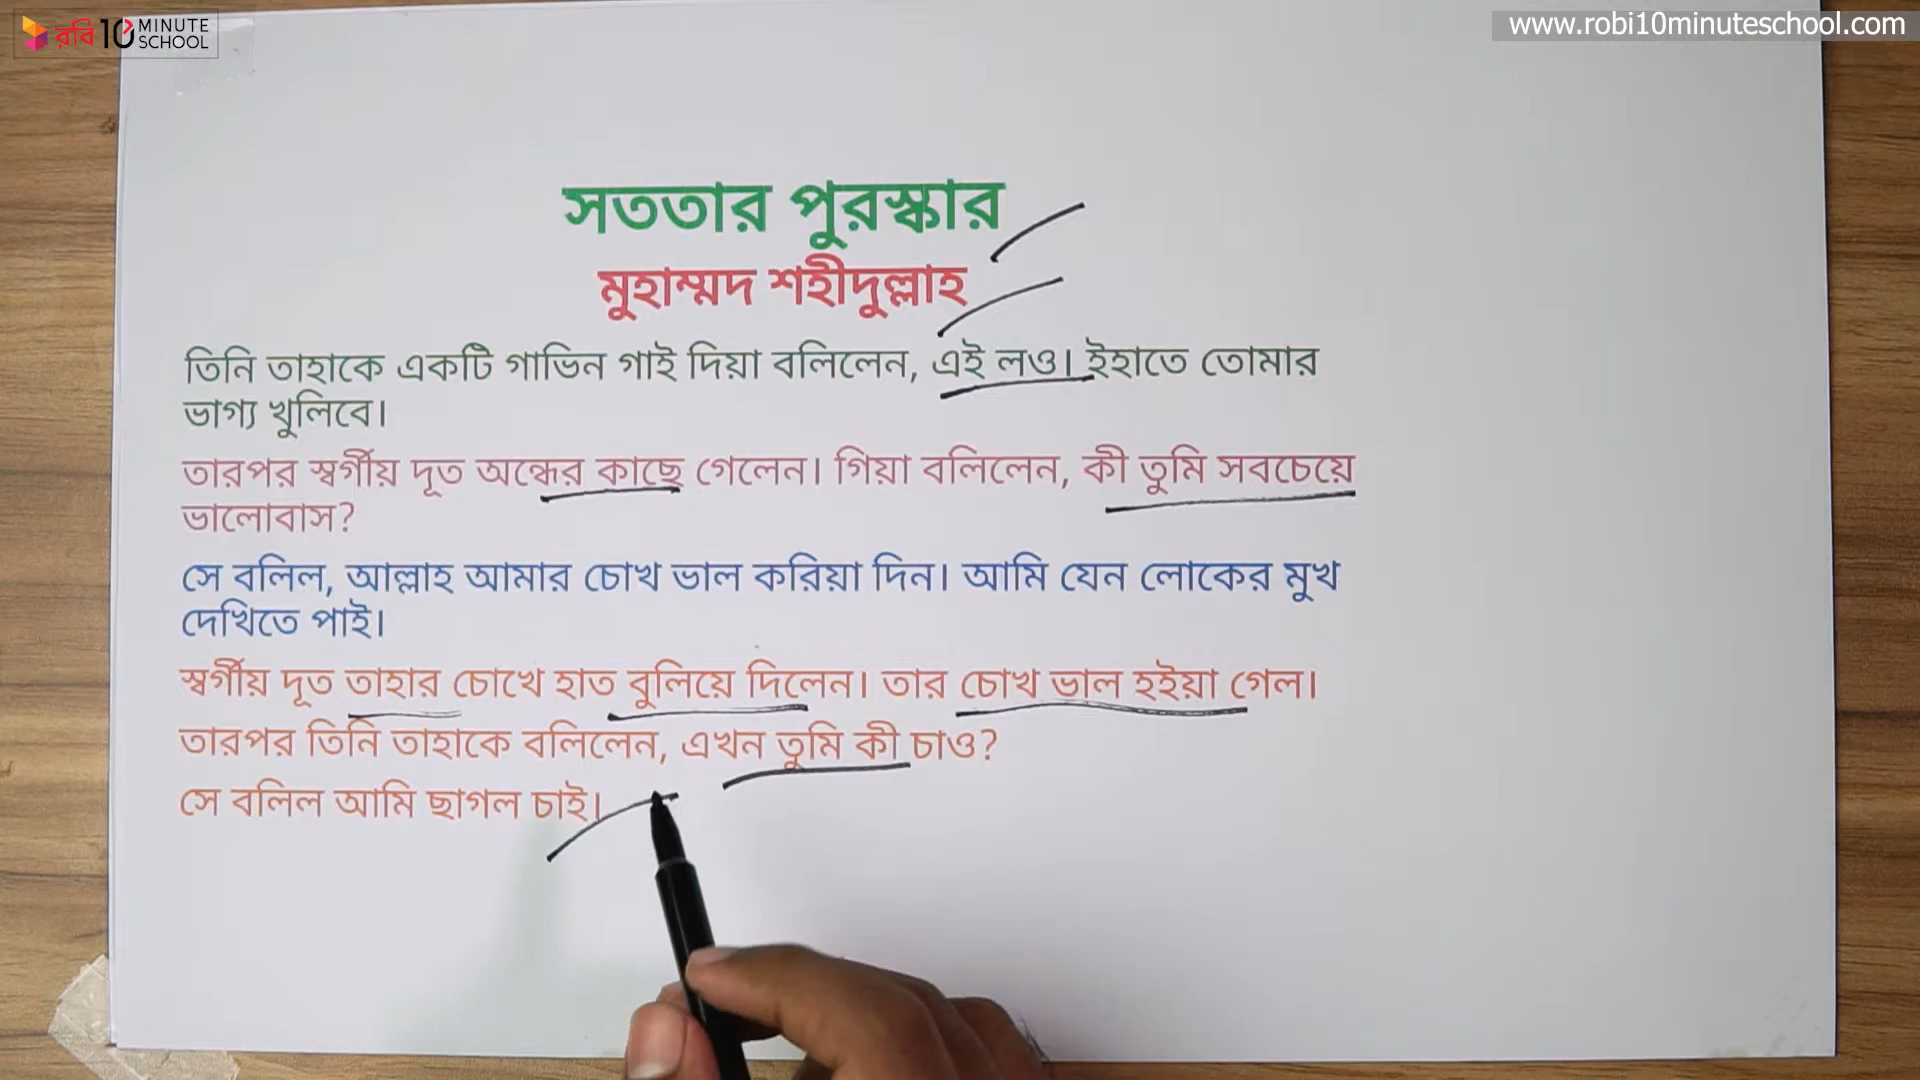 রবি 10 MINUTE SCHOOL
www.robi10minuteschool.com
সততার পুরস্কার
মুহাম্মদ শহীদুল্লাহ
তিনি তাহাকে একটি গাভিন গাই দিয়া বলিলেন, এই লও। ইহাতে তোমার
ভাগ্য খুলিবে।
তারপর স্বর্গীয় দূত অন্ধের কাছে গেলেন। গিয়া বলিলেন, কী তুমি সবচেয়ে
ভালোবাস?
সে বলিল, আল্লাহ আমার চোখ ভাল করিয়া দিন। আমি যেন লোকের মুখ
দেখিতে পাই।
স্বর্গীয় দূত তাহার চোখে হাত বুলিয়ে দিলেন। তার চোখ ভাল হইয়া গেল।
তারপর তিনি তাহাকে বলিলেন, এখন তুমি কী চাও?
সে বলিল আমি ছাগল চাই।